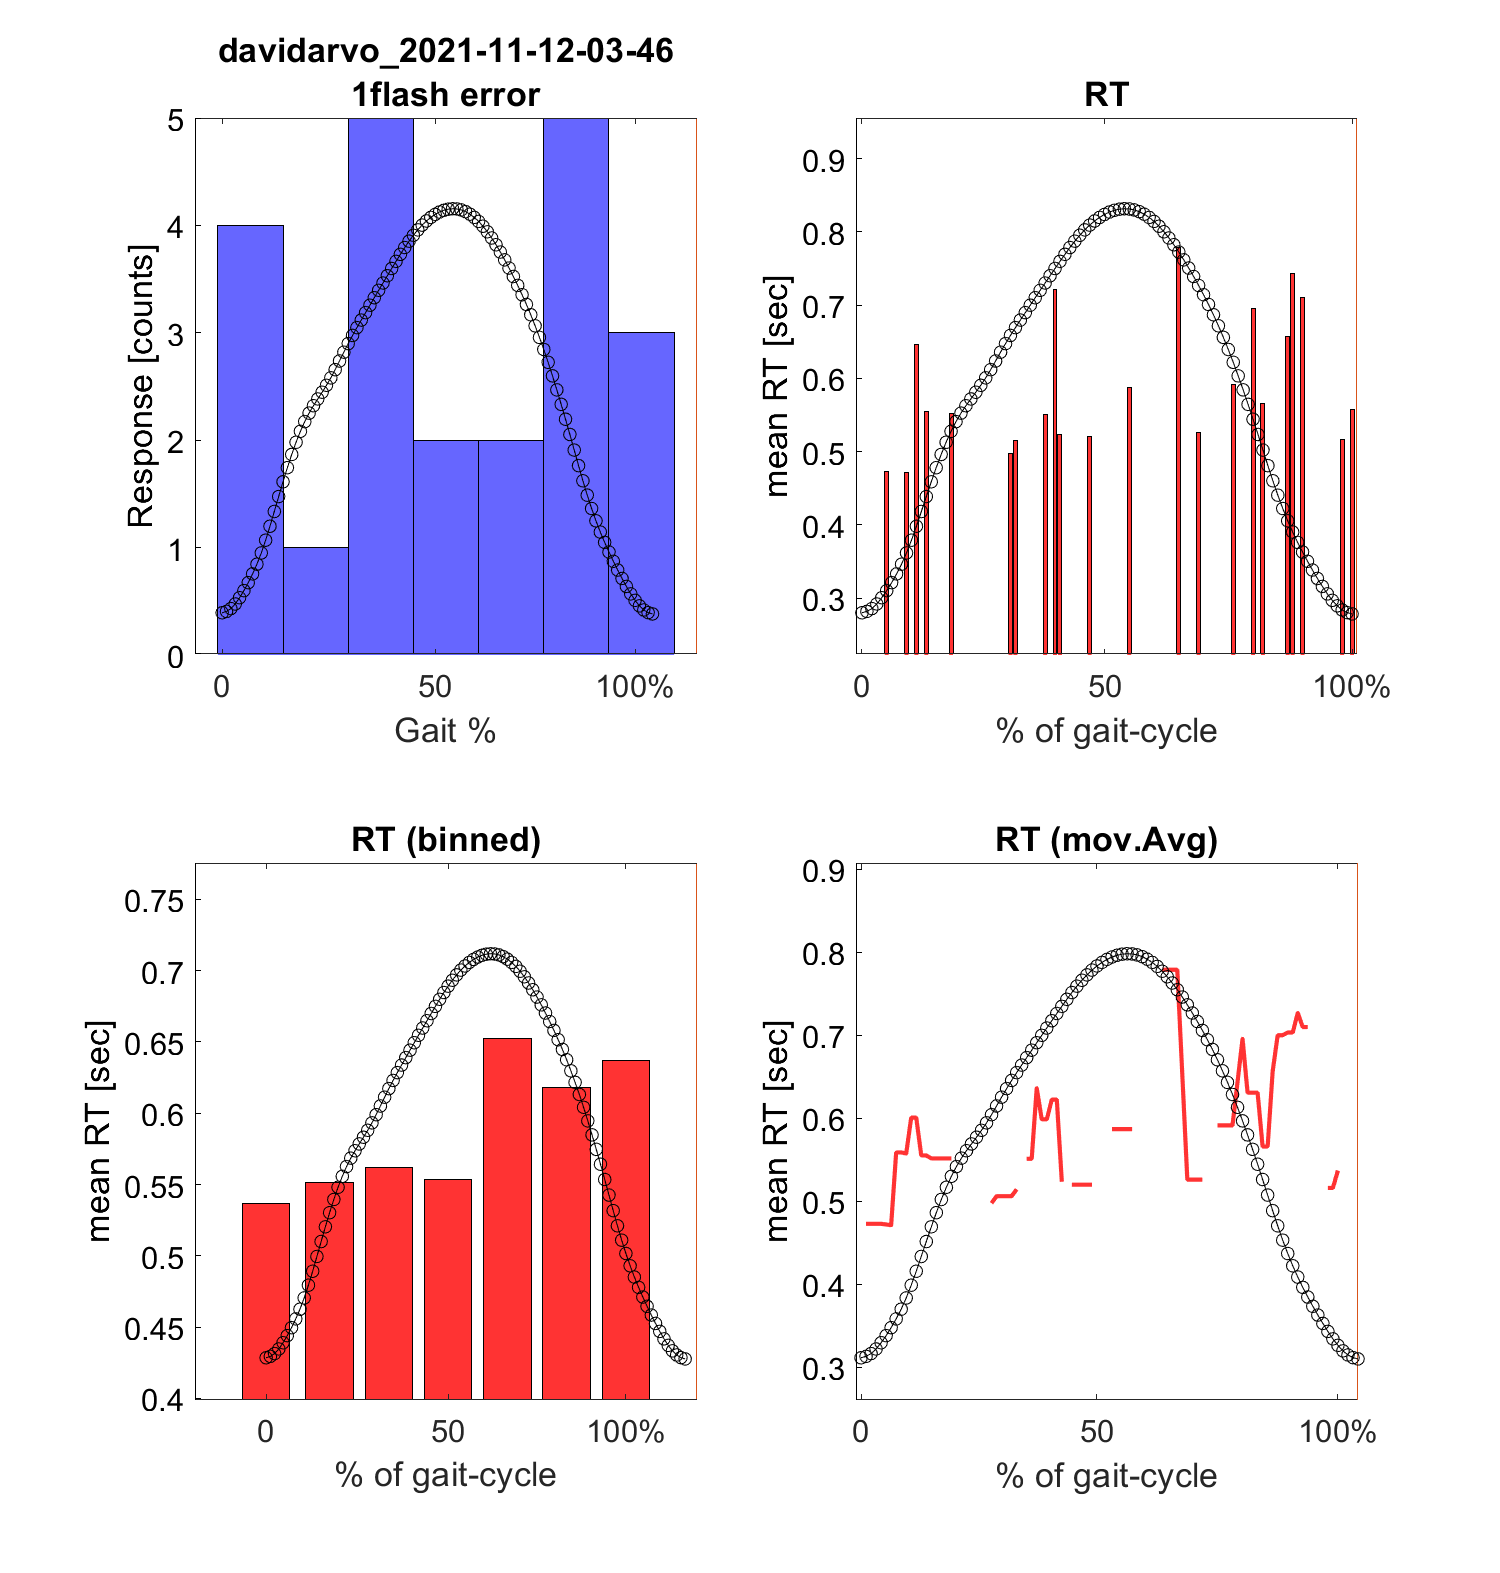 davidarvo_2021-11-12-03-46
1flash error
5
4
3
2
1
0
Response [counts]
0 50 100%
Gait %
RT
0.9
0.8
0.7
0.6
0.5
0.4
0.3
mean RT [sec]
0 50 100%
% of gait-cycle
RT (binned)
0.75
0.7
0.65
0.6
0.55
0.5
0.45
0.4
mean RT [sec]
0 50 100%
% of gait-cycle
RT (mov.Avg)
0.9
0.8
0.7
0.6
0.5
0.4
0.3
mean RT [sec]
0 50 100%
% of gait-cycle